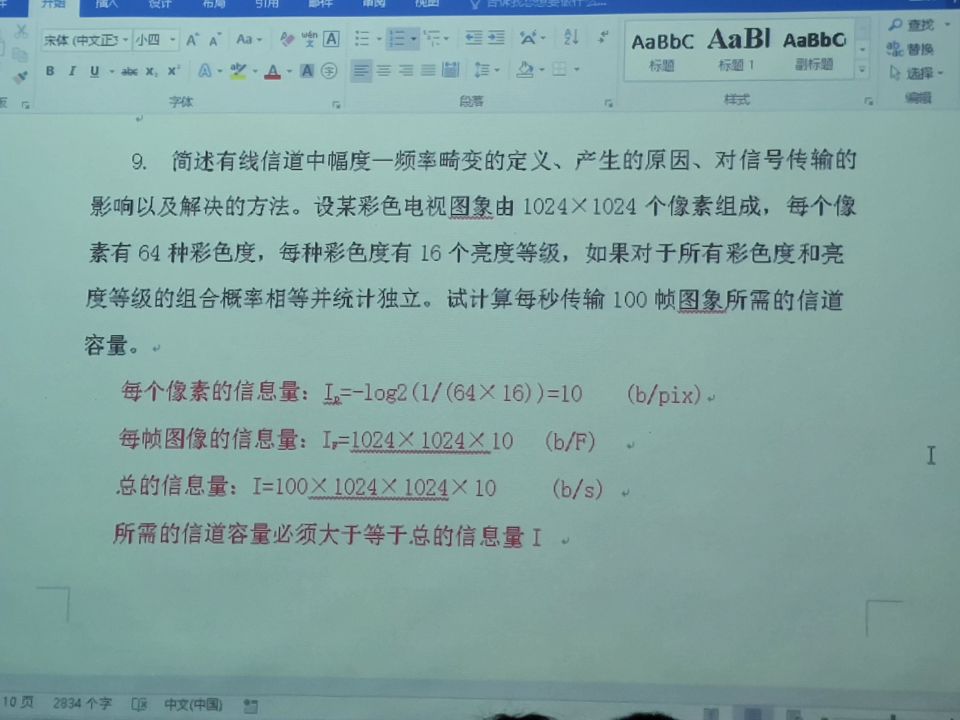 开始 插入 设计 布局 引用 邮件 审阅 视图 告诉我您想要做什么...
宋体 (中文正 小四 Aa wén 文 A
B I U abc X₂ X² A A A 字
AaBbC AaBl AaBbC
标题 标题 1 副标题
查找
替换
选择
字体 段落 样式 编辑
9. 简述有线信道中幅度—频率畸变的定义、产生的原因、对信号传输的
影响以及解决的方法。设某彩色电视图象由 1024×1024 个像素组成，每个像
素有 64 种彩色度，每种彩色度有 16 个亮度等级，如果对于所有彩色度和亮
度等级的组合概率相等并统计独立。试计算每秒传输 100 帧图象所需的信道
容量。
每个像素的信息量：Iₚ=-log2(1/(64×16))=10 (b/pix)
每帧图像的信息量：I_F=1024×1024×10 (b/F)
总的信息量：I=100×1024×1024×10 (b/s)
所需的信道容量必须大于等于总的信息量 I
10 页 2834 个字 中文(中国)